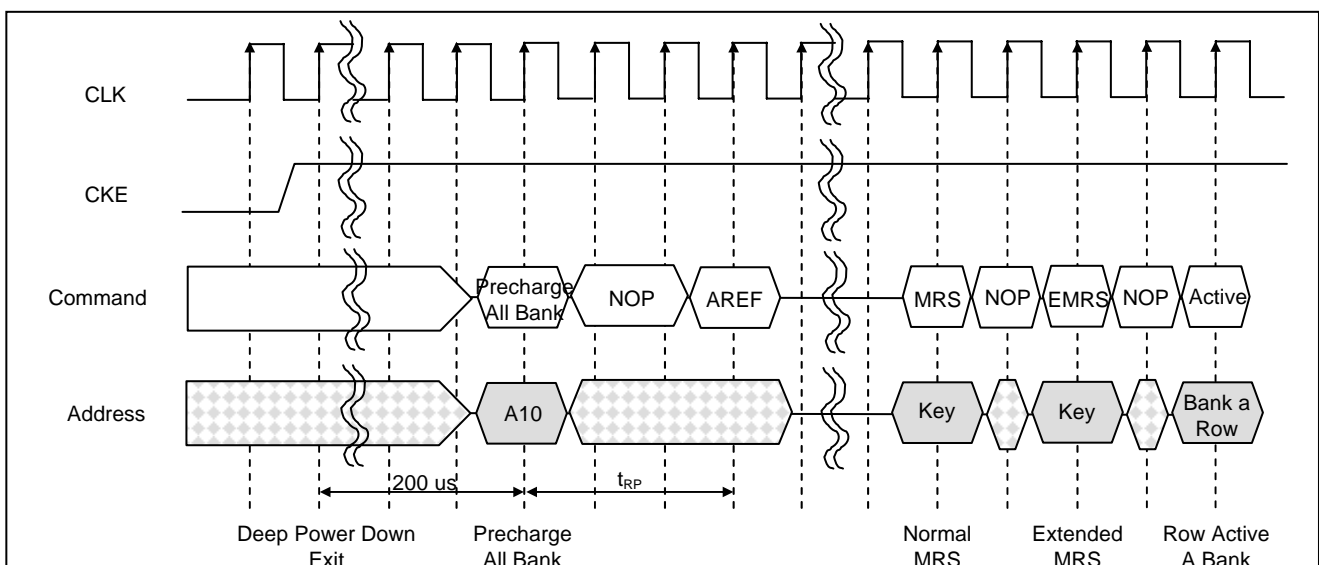 CLK
CKE
Command
Precharge
All Bank
NOP
AREF
MRS
NOP
EMRS
NOP
Active
Address
A10
Key
Key
Bank a
Row
200 us
tRP
Deep Power Down
Exit
Precharge
All Bank
Normal
MRS
Extended
MRS
Row Active
A Bank